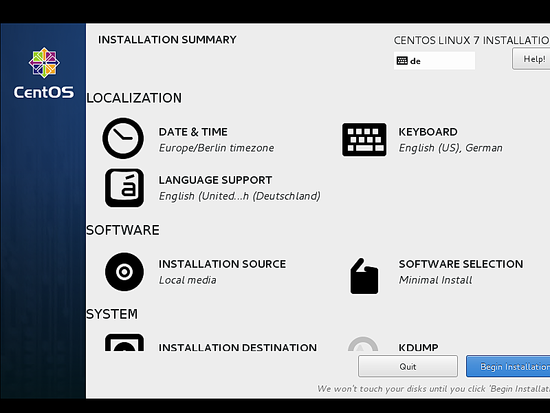 INSTALLATION SUMMARY
CENTOS LINUX 7 INSTALLATIO
de
Help!
CentOS
LOCALIZATION
DATE & TIME
Europe/Berlin timezone
KEYBOARD
English (US), German
LANGUAGE SUPPORT
English (United...h (Deutschland)
SOFTWARE
INSTALLATION SOURCE
Local media
SOFTWARE SELECTION
Minimal Install
SYSTEM
INSTALLATION DESTINATION
KDUMP
Quit
Begin Installation
We won't touch your disks until you click 'Begin Installat